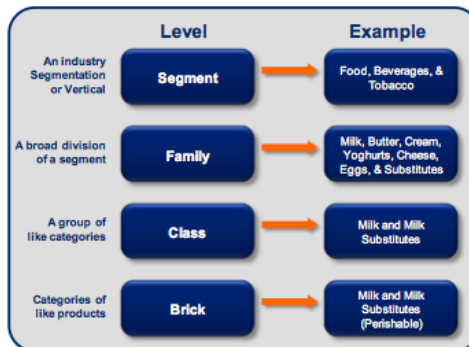 Level
Example
An industry
Segmentation
or Vertical
Segment
Food, Beverages, &
Tobacco
A broad division
of a segment
Family
Milk, Butter, Cream,
Yoghurts, Cheese,
Eggs, & Substitutes
A group of
like categories
Class
Milk and Milk
Substitutes
Categories of
like products
Brick
Milk and Milk
Substitutes
(Perishable)